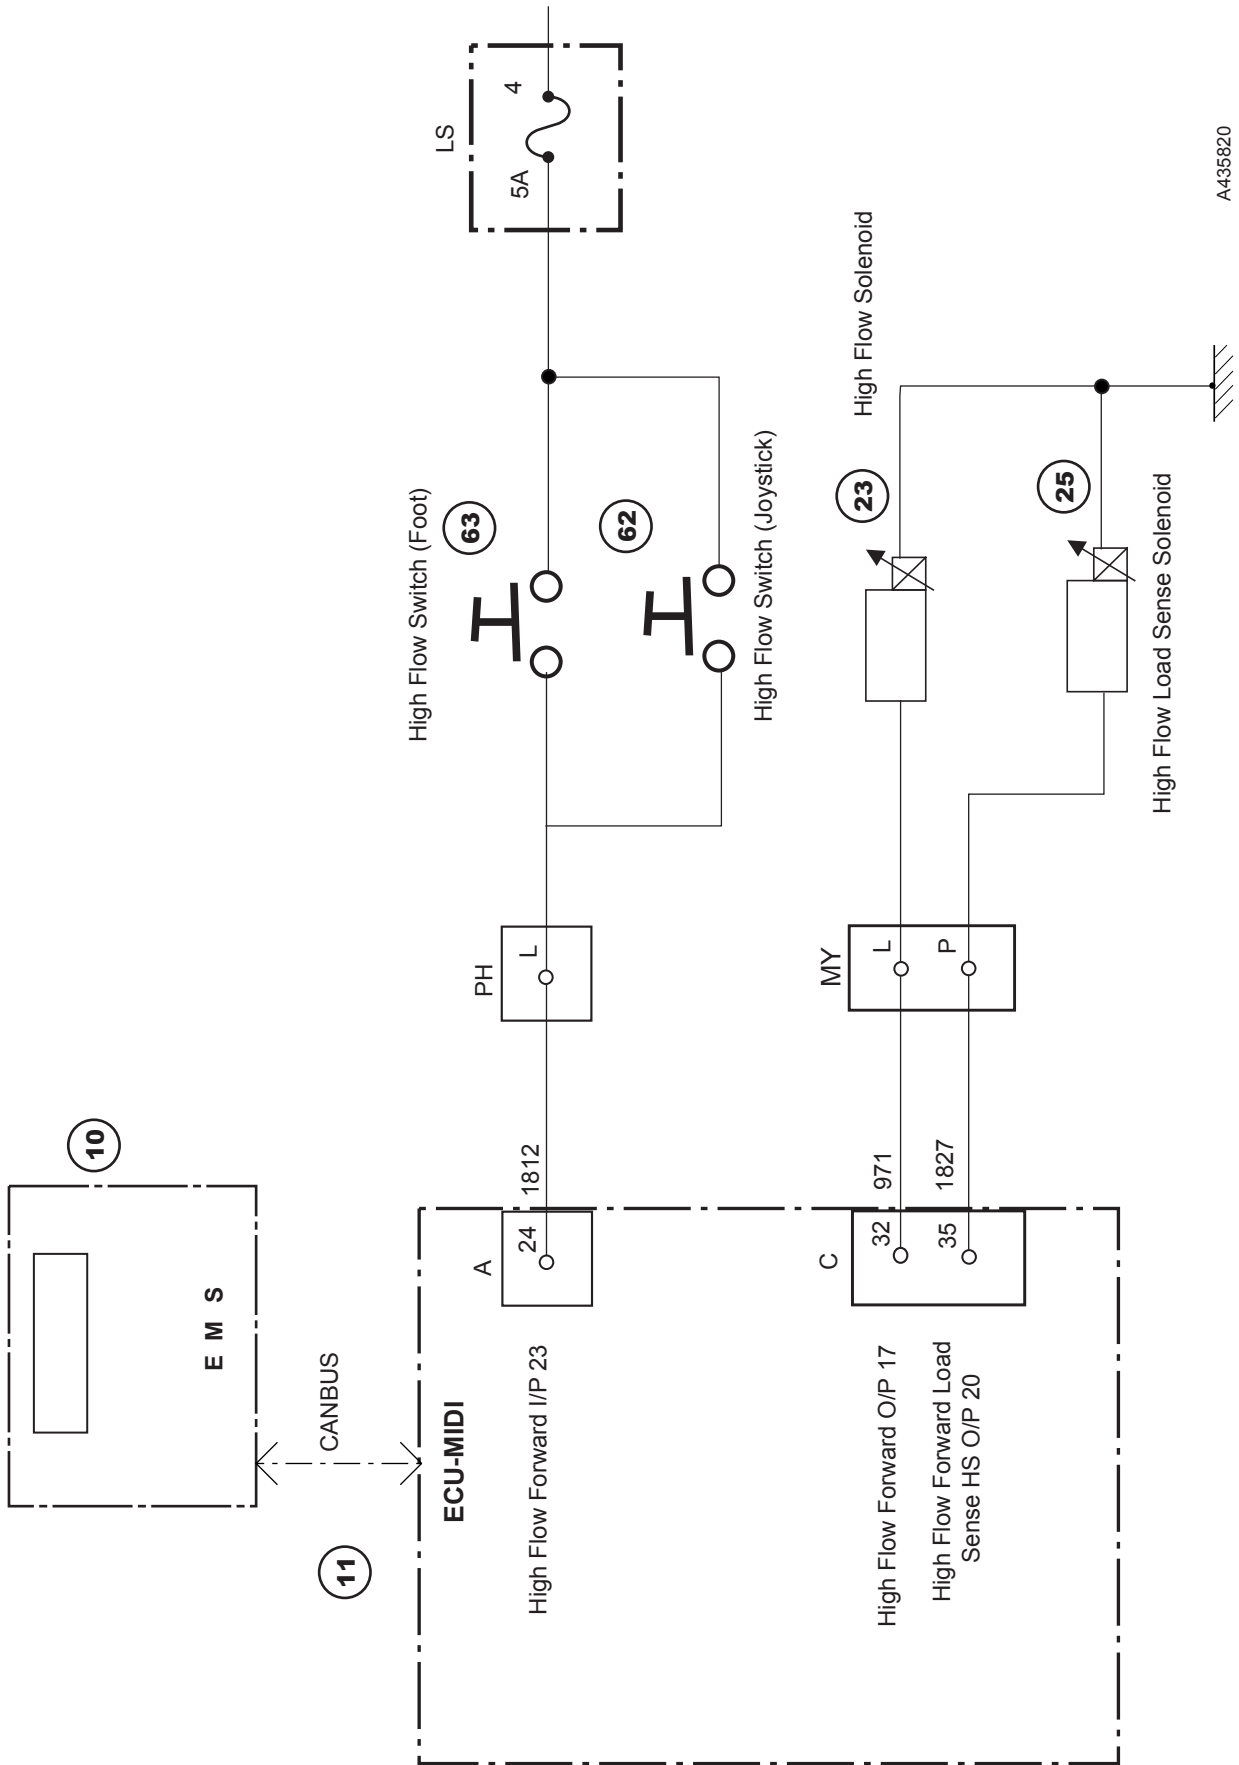 10
E M S
CANBUS
11
ECU-MIDI
High Flow Forward I/P 23
A
24
1812
PH
L
High Flow Switch (Foot)
63
62
High Flow Switch (Joystick)
LS
5A
4
High Flow Forward O/P 17
High Flow Forward Load
Sense HS O/P 20
C
32
35
971
1827
MY
L
P
High Flow Solenoid
23
25
High Flow Load Sense Solenoid
A435820